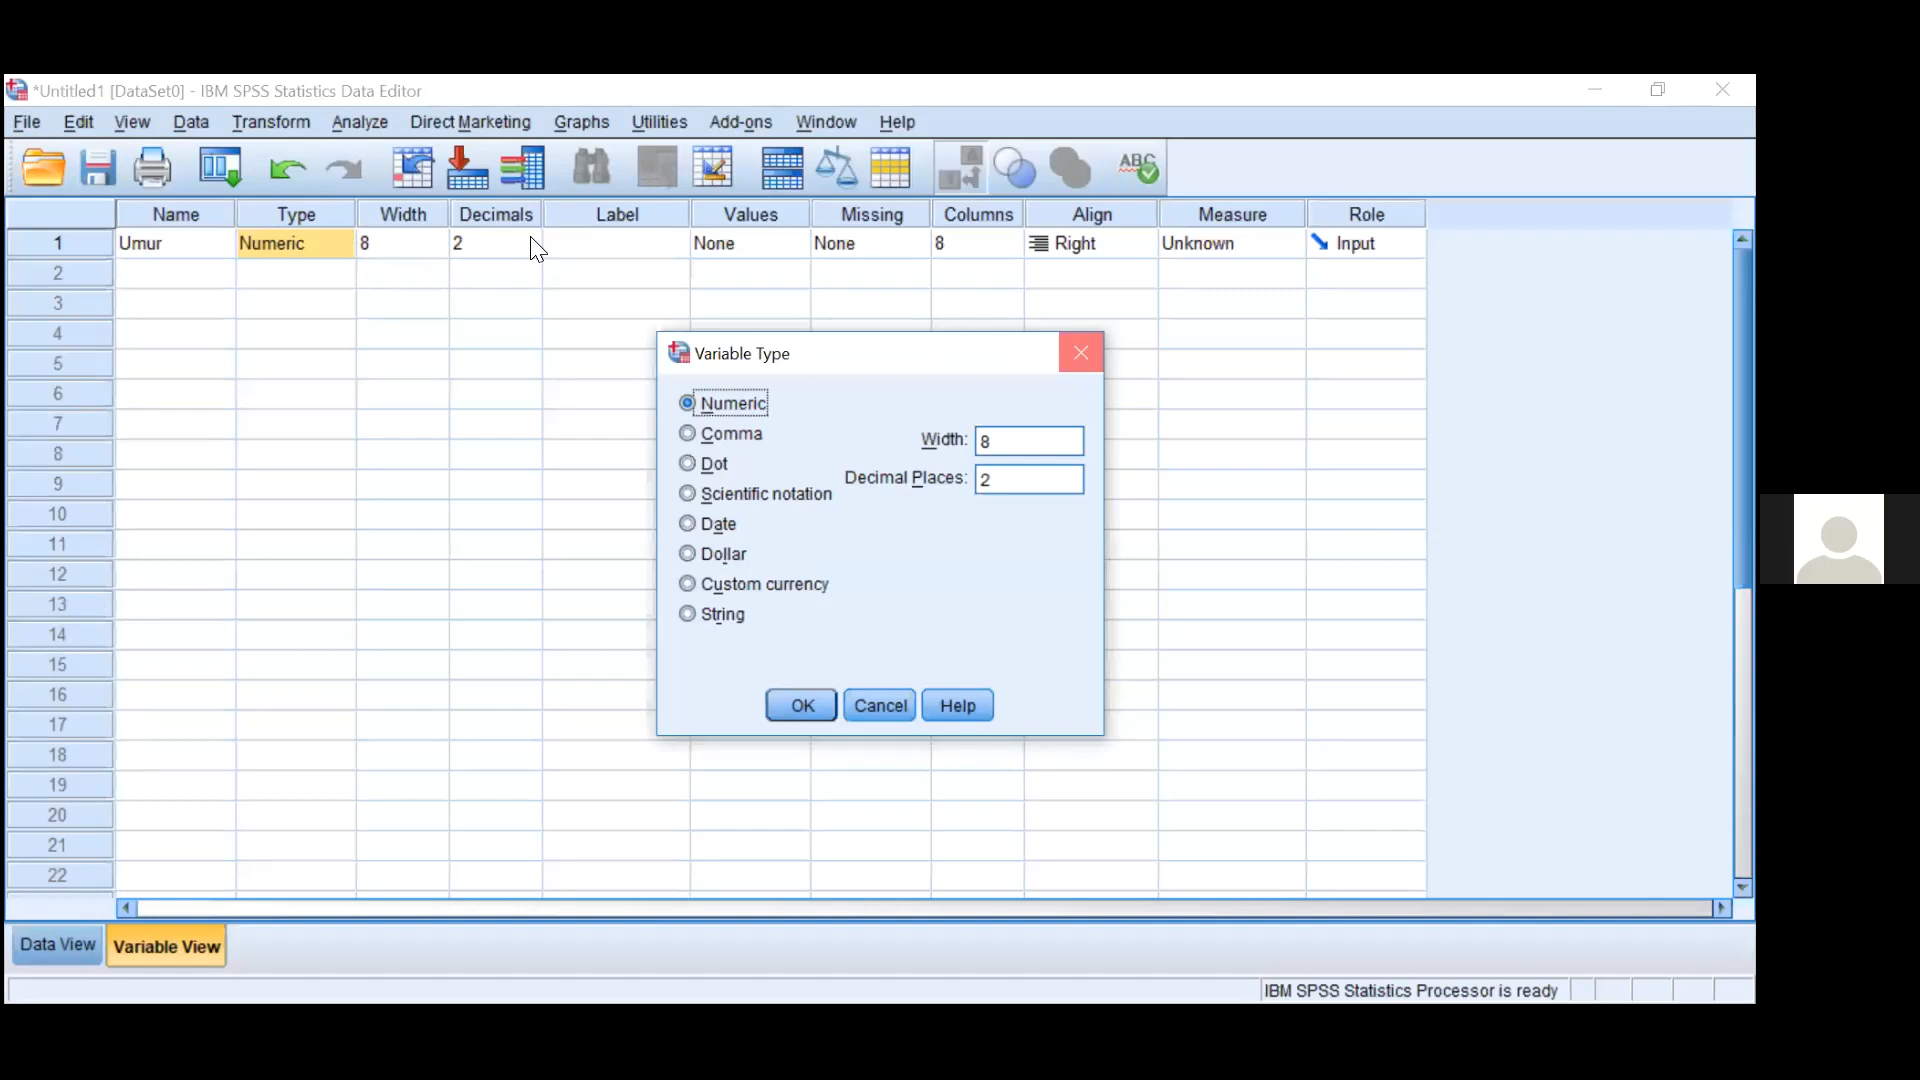 *Untitled1 [DataSet0] - IBM SPSS Statistics Data Editor
File Edit View Data Transform Analyze Direct Marketing Graphs Utilities Add-ons Window Help
ABC
Name Type Width Decimals Label Values Missing Columns Align Measure Role
1 Umur Numeric 8 2 None None 8 Right Unknown Input
2
3
4
5
6
7
8
9
10
11
12
13
14
15
16
17
18
19
20
21
22
Variable Type
Numeric
Comma
Width: 8
Dot
Decimal Places: 2
Scientific notation
Date
Dollar
Custom currency
String
OK Cancel Help
Data View Variable View
IBM SPSS Statistics Processor is ready